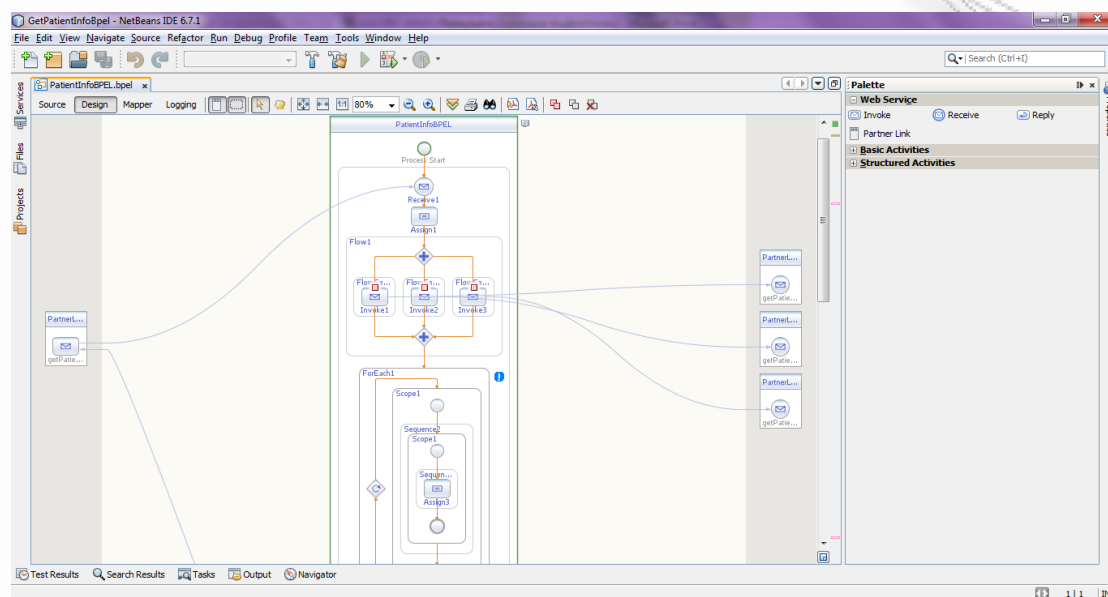 GetPatientInfoBpel - NetBeans IDE 6.7.1
File Edit View Navigate Source Refactor Run Debug Profile Team Tools Window Help
Search (Ctrl+I)
PatientInfoBPEL.bpel x
Source Design Mapper Logging 1:1 80%
Services
Files
Projects
PatientInfoBPEL
Process Start
Receive1
Assign1
Flow1
Invoke1 Invoke2 Invoke3
PartnerL...
getPatie...
PartnerL...
getPatie...
PartnerL...
getPatie...
PartnerL...
getPatie...
ForEach1
Scope1
Sequence2
Scope1
Sequen...
Assign3
Palette
Web Service
Invoke Receive Reply
Partner Link
Basic Activities
Structured Activities
Test Results Search Results Tasks Output Navigator
1|1